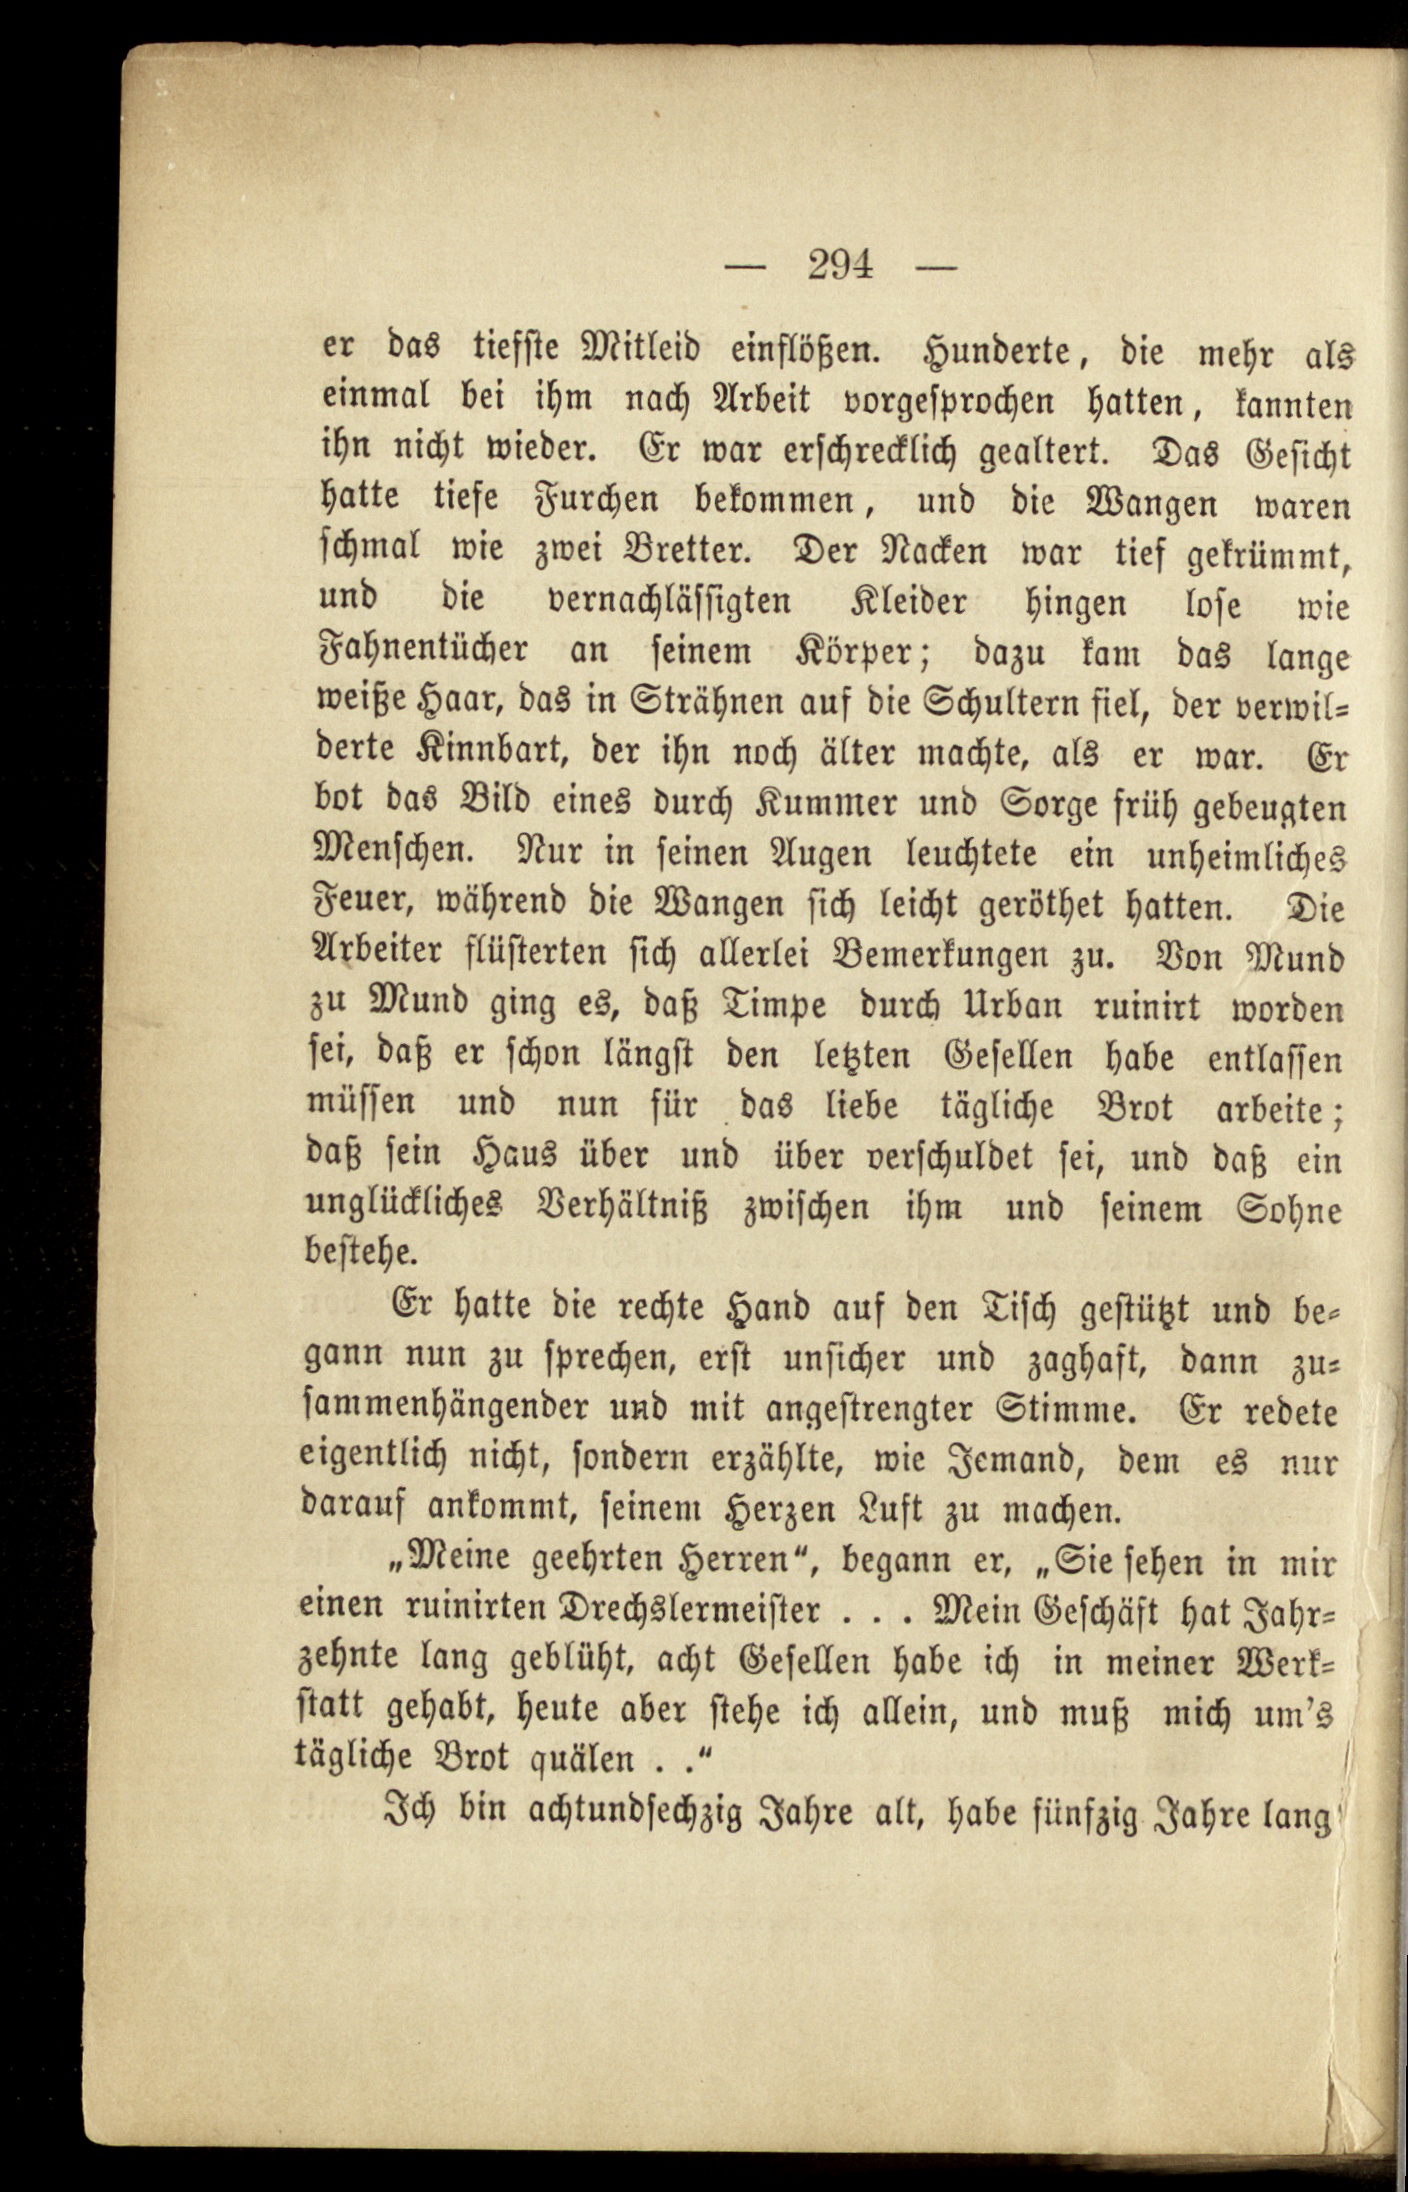 — 294 —
er das tiefste Mitleid einflößen. Hunderte, die mehr als
einmal bei ihm nach Arbeit vorgesprochen hatten, kannten
ihn nicht wieder. Er war erschrecklich gealtert. Das Gesicht
hatte tiefe Furchen bekommen, und die Wangen waren
schmal wie zwei Bretter. Der Nacken war tief gekrümmt,
und die vernachlässigten Kleider hingen lose wie
Fahnentücher an seinem Körper; dazu kam das lange
weiße Haar, das in Strähnen auf die Schultern fiel, der verwil-
derte Kinnbart, der ihn noch älter machte, als er war. Er
bot das Bild eines durch Kummer und Sorge früh gebeugten
Menschen. Nur in seinen Augen leuchtete ein unheimliches
Feuer, während die Wangen sich leicht geröthet hatten. Die
Arbeiter flüsterten sich allerlei Bemerkungen zu. Von Mund
zu Mund ging es, daß Timpe durch Urban ruinirt worden
sei, daß er schon längst den letzten Gesellen habe entlassen
müssen und nun für das liebe tägliche Brot arbeite;
daß sein Haus über und über verschuldet sei, und daß ein
unglückliches Verhältniß zwischen ihm und seinem Sohne
bestehe.
Er hatte die rechte Hand auf den Tisch gestützt und be-
gann nun zu sprechen, erst unsicher und zaghaft, dann zu-
sammenhängender und mit angestrengter Stimme. Er redete
eigentlich nicht, sondern erzählte, wie Jemand, dem es nur
darauf ankommt, seinem Herzen Luft zu machen.
„Meine geehrten Herren“, begann er, „Sie sehen in mir
einen ruinirten Drechslermeister . . . Mein Geschäft hat Jahr-
zehnte lang geblüht, acht Gesellen habe ich in meiner Werk-
statt gehabt, heute aber stehe ich allein, und muß mich um's
tägliche Brot quälen . .“
Ich bin achtundsechzig Jahre alt, habe fünfzig Jahre lang